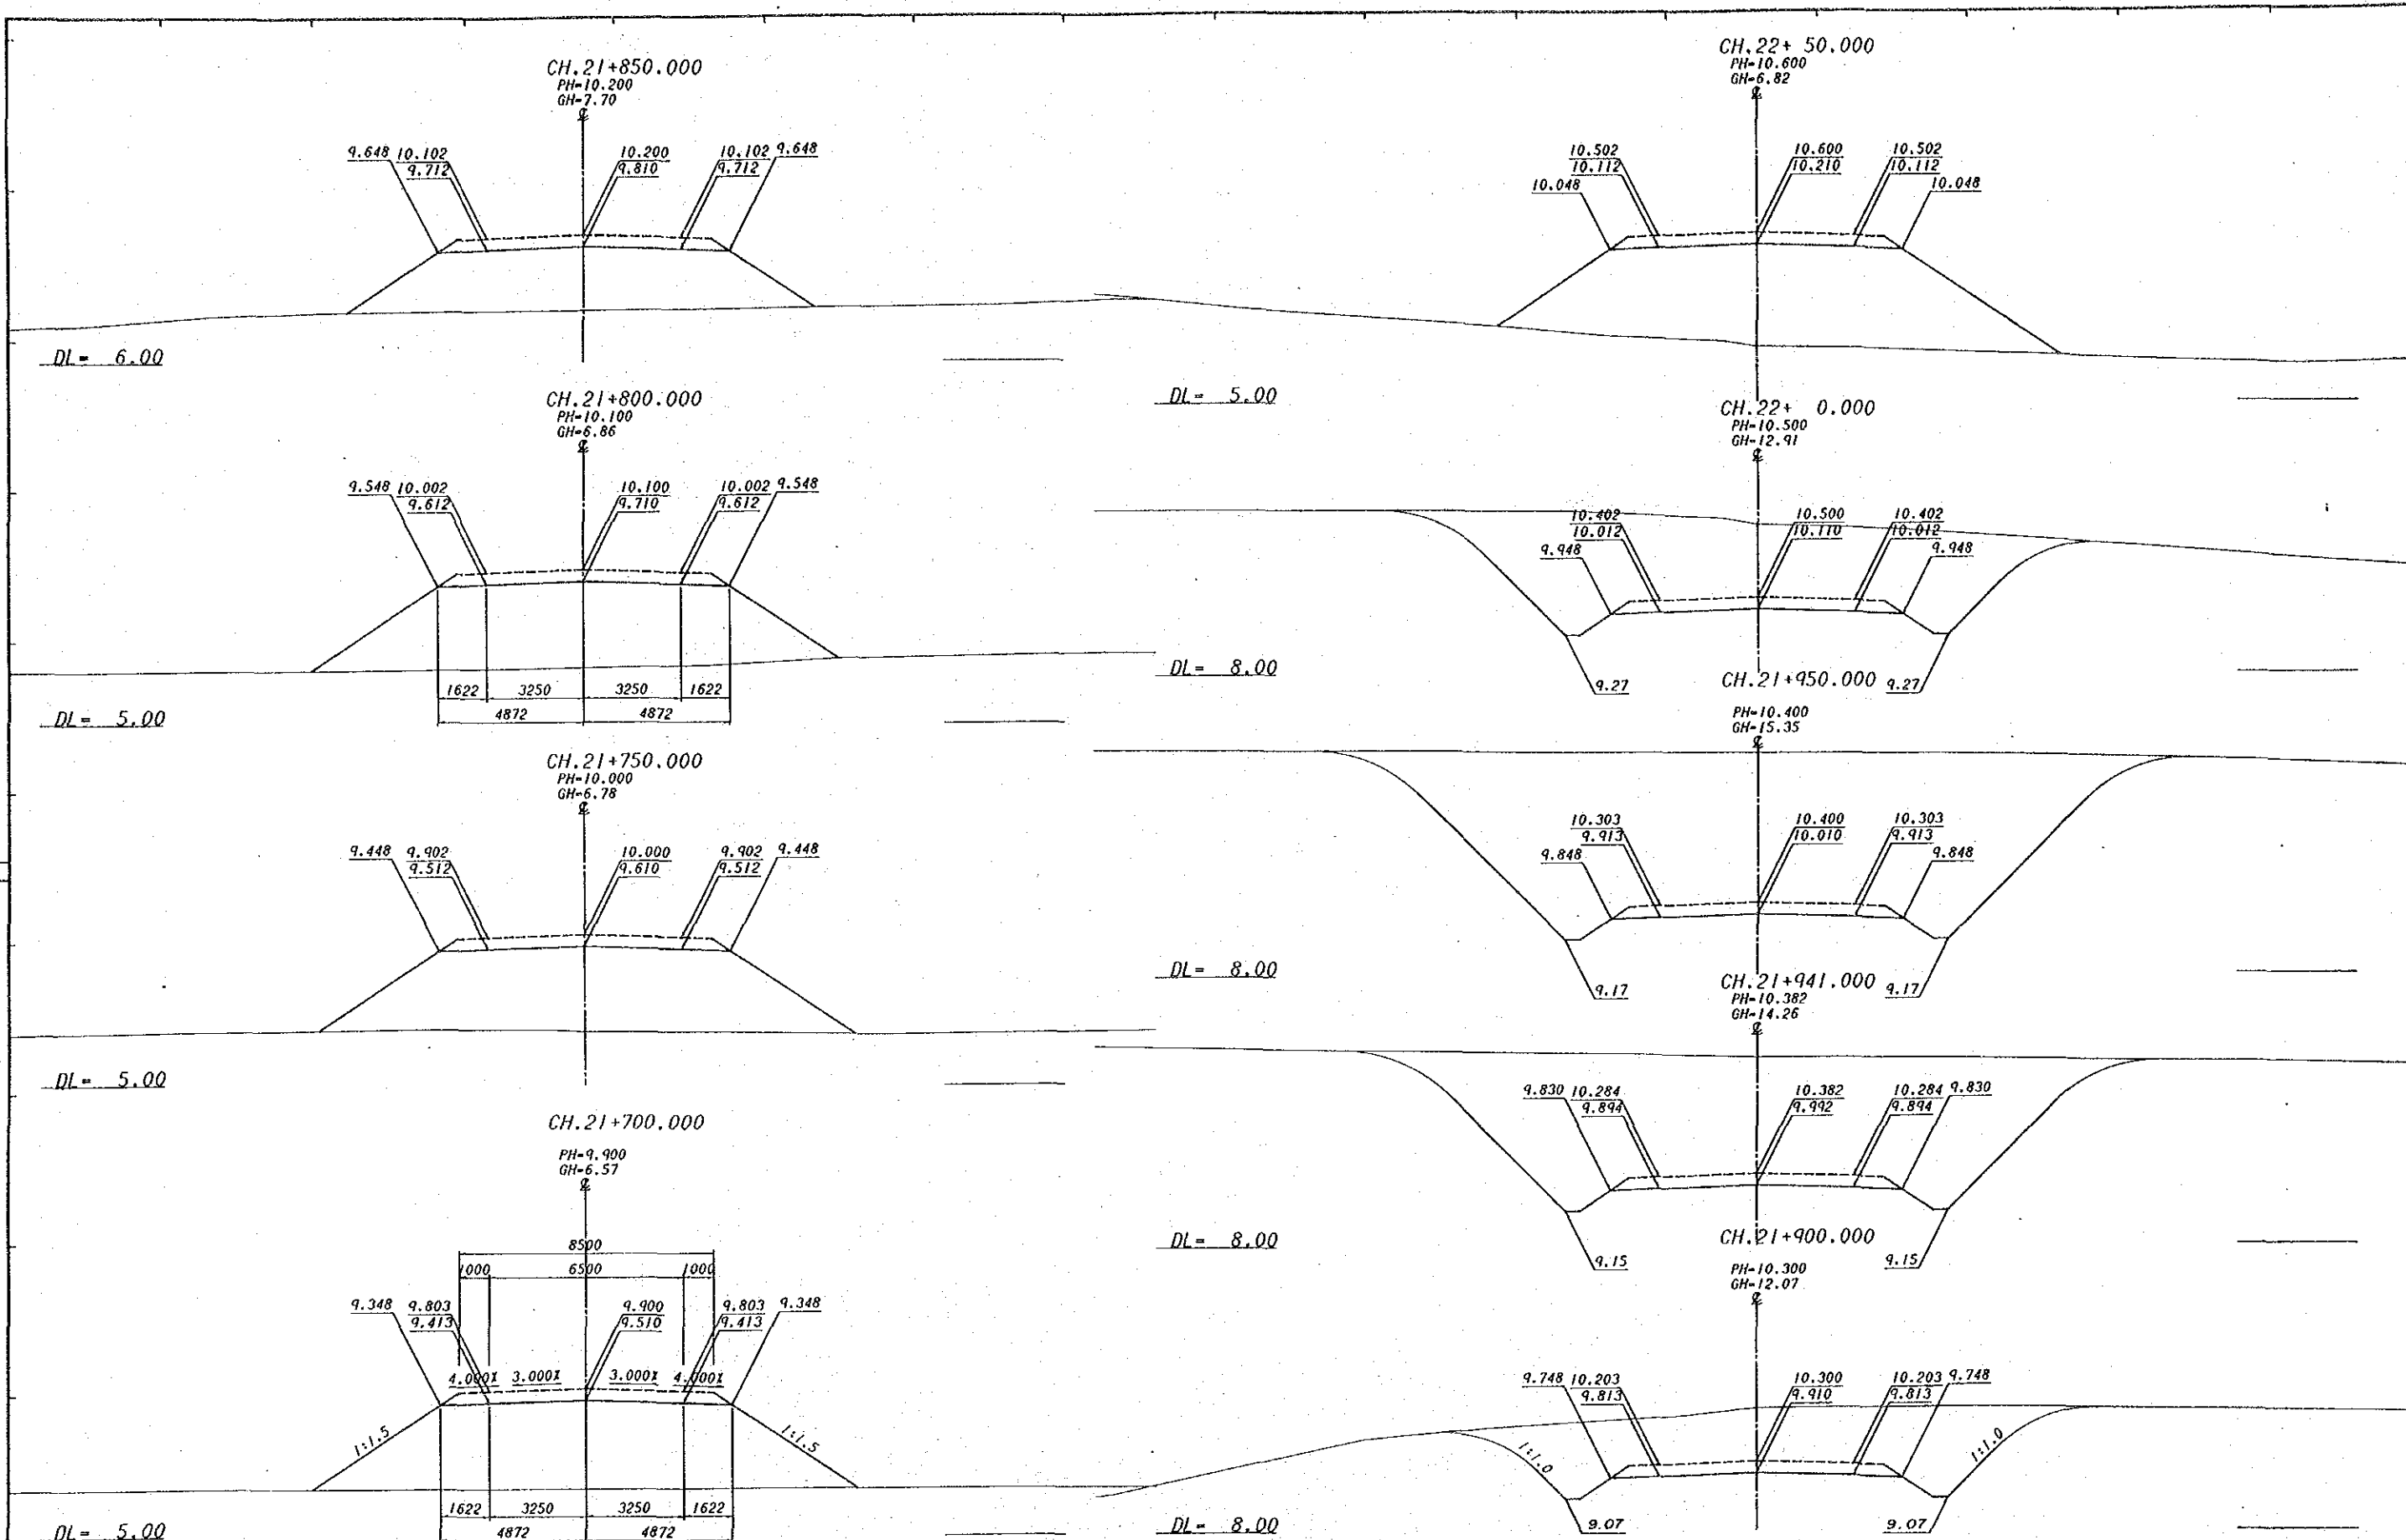 CH.21+850.000
PH=10.200
GH=7.70
9.648 10.102 10.200 10.102 9.648
9.712 9.810 9.712
DL= 6.00
CH.21+800.000
PH=10.100
GH=6.86
9.548 10.002 10.100 10.002 9.548
9.612 9.710 9.612
1622 3250 3250 1622
4872 4872
DL= 5.00
CH.21+750.000
PH=10.000
GH=6.78
9.448 9.902 10.000 9.902 9.448
9.512 9.610 9.512
DL= 5.00
CH.21+700.000
PH=9.900
GH=6.57
8500
1000 6500 1000
9.348 9.803 9.900 9.803 9.348
9.413 9.510 9.413
4.000% 3.000% 3.000% 4.000%
1:1.5 1:1.5
1622 3250 3250 1622
4872 4872
DL= 5.00
CH.22+ 50.000
PH=10.600
GH=6.82
10.502 10.600 10.502
10.112 10.210 10.112
10.048 10.048
DL= 5.00
CH.22+ 0.000
PH=10.500
GH=12.91
10.402 10.500 10.402
10.012 10.110 10.012
9.948 9.948
DL= 8.00
9.27 9.27
CH.21+950.000
PH=10.400
GH=15.35
10.303 10.400 10.303
9.913 10.010 9.913
9.848 9.848
DL= 8.00
9.17 9.17
CH.21+941.000
PH=10.382
GH=14.26
9.830 10.284 10.382 10.284 9.830
9.894 9.992 9.894
DL= 8.00
9.15 9.15
CH.21+900.000
PH=10.300
GH=12.07
9.748 10.203 10.300 10.203 9.748
9.813 9.910 9.813
1:1.0 1:1.0
DL= 8.00
9.07 9.07